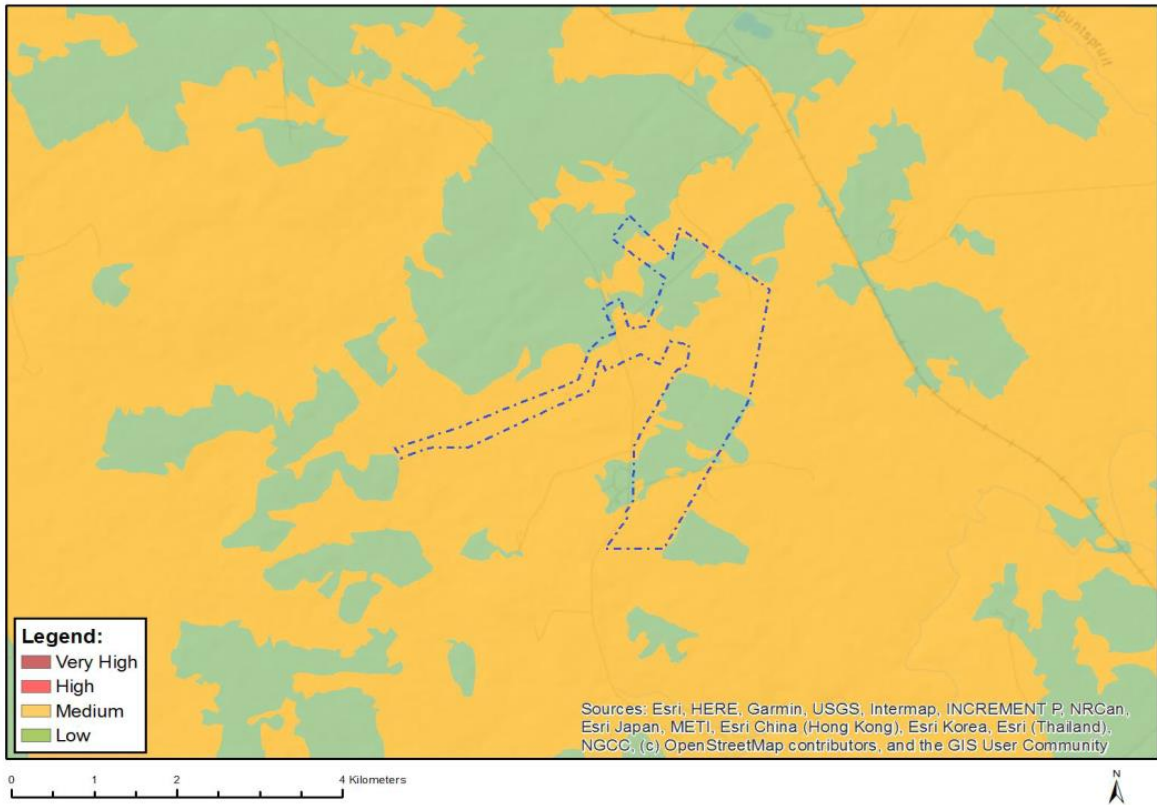 Legend:
Very High
High
Medium
Low
Sources: Esri, HERE, Garmin, USGS, Intermap, INCREMENT P, NRCan,
Esri Japan, METI, Esri China (Hong Kong), Esri Korea, Esri (Thailand),
NGCC, (c) OpenStreetMap contributors, and the GIS User Community
0 1 2 4 Kilometers
N